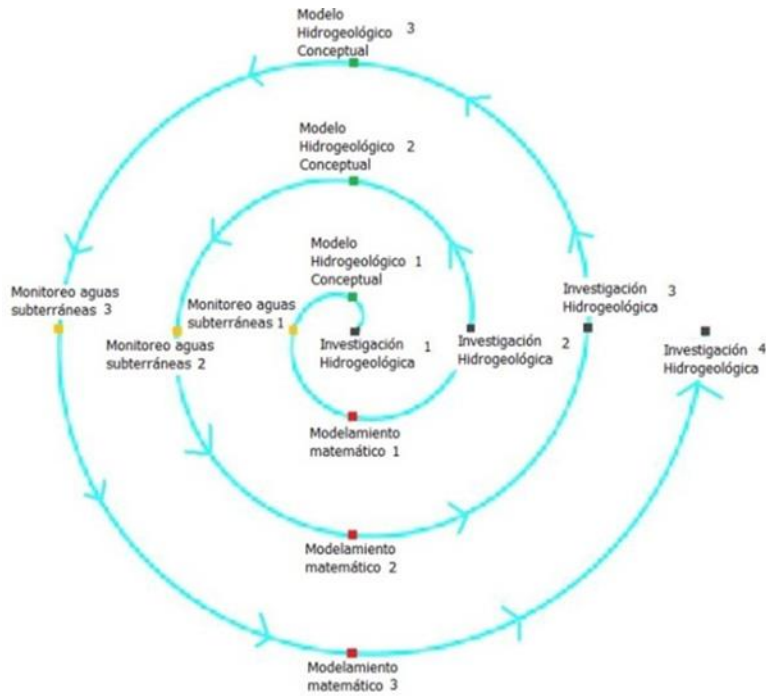 Modelo
Hidrogeológico 3
Conceptual
Modelo
Hidrogeológico 2
Conceptual
Modelo
Hidrogeológico 1
Conceptual
Monitoreo aguas
subterráneas 3
Monitoreo aguas
subterráneas 2
Monitoreo aguas
subterráneas 1
Investigación 1
Hidrogeológica
Investigación
Hidrogeológica 2
Investigación 3
Hidrogeológica
Investigación 4
Hidrogeológica
Modelamiento
matemático 1
Modelamiento
matemático 2
Modelamiento
matemático 3